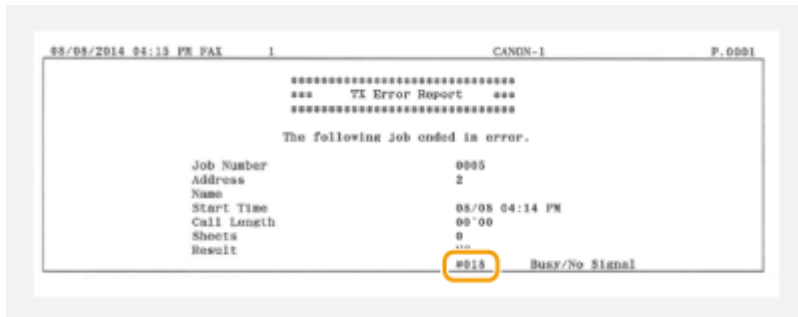 08/08/2014 04:15 PM FAX 1 CANON-1 P.0001
******************************
*** TX Error Report ***
******************************
The following job ended in error.
Job Number 0005
Address 2
Name
Start Time 08/08 04:14 PM
Call Length 00'00
Sheets 0
Result NG
#018 Busy/No Signal